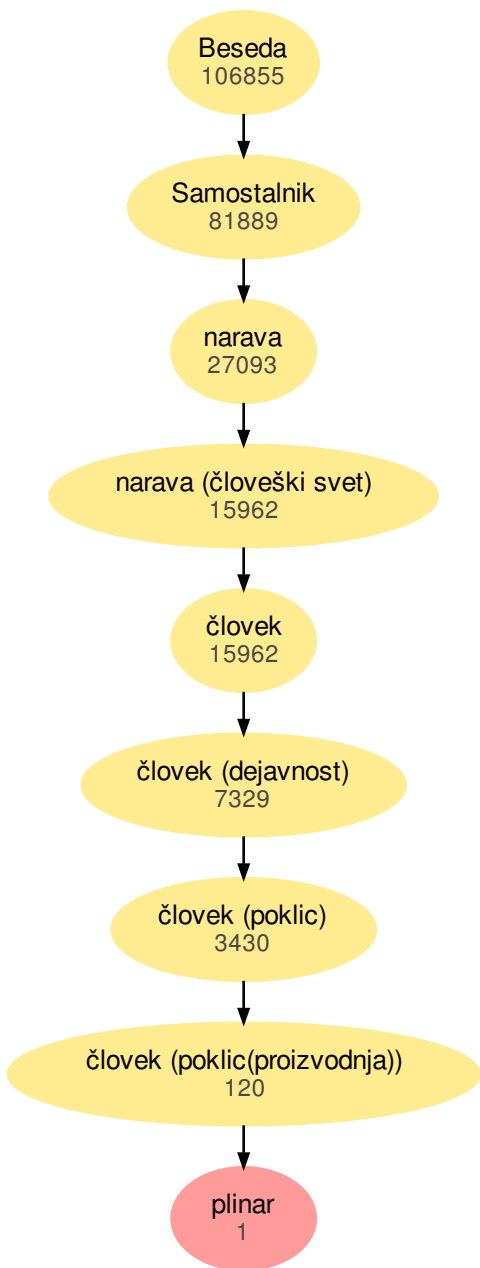 Beseda
106855
Samostalnik
81889
narava
27093
narava (človeški svet)
15962
človek
15962
človek (dejavnost)
7329
človek (poklic)
3430
človek (poklic(proizvodnja))
120
plinar
1